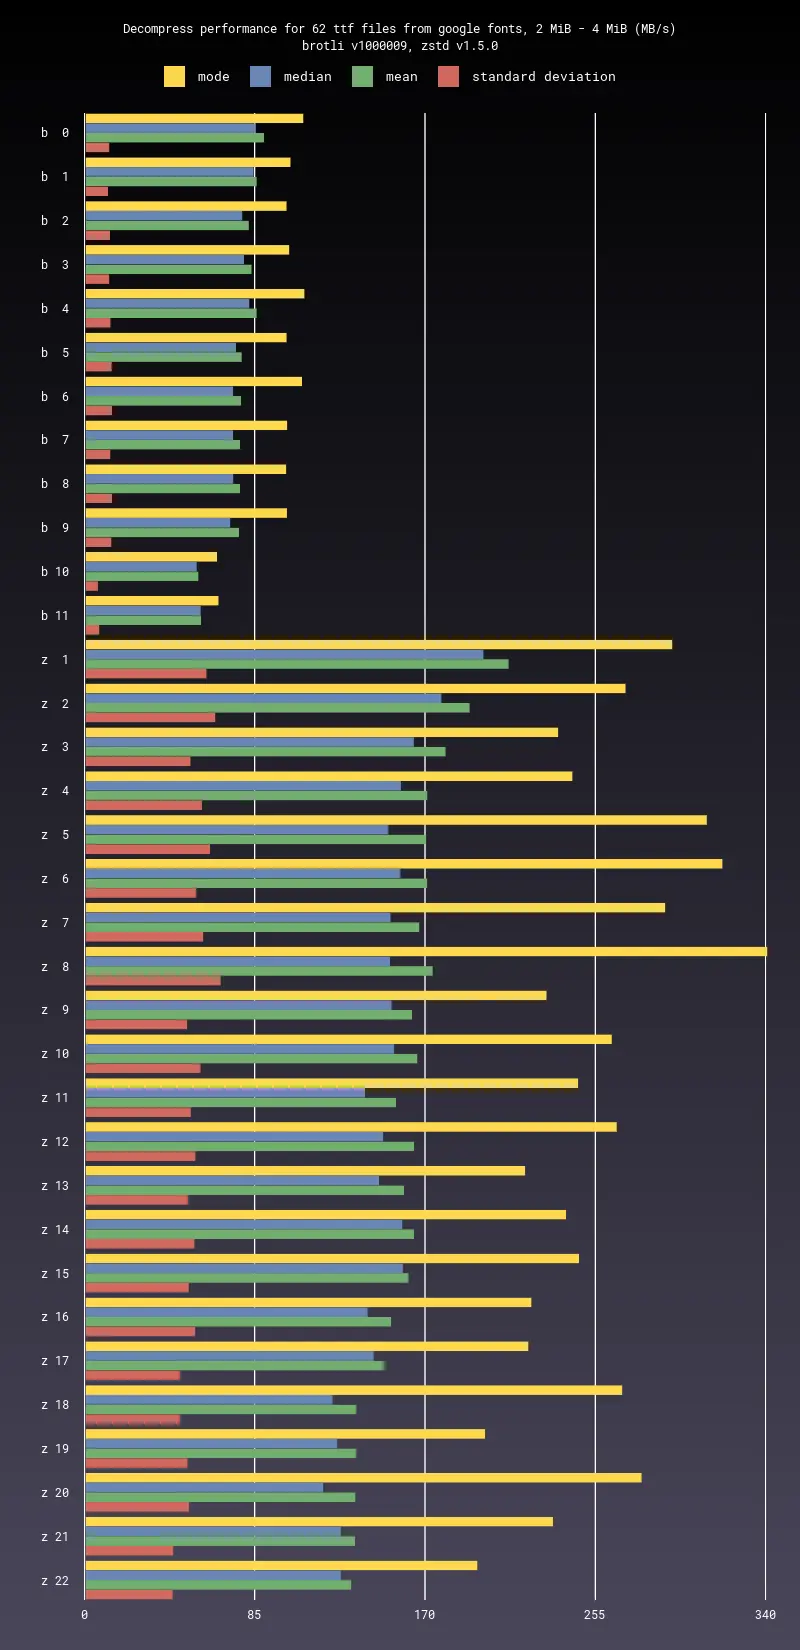 Decompress performance for 62 ttf files from google fonts, 2 MiB - 4 MiB (MB/s)
brotli v1000009, zstd v1.5.0
mode median mean standard deviation
b 0
b 1
b 2
b 3
b 4
b 5
b 6
b 7
b 8
b 9
b 10
b 11
z 1
z 2
z 3
z 4
z 5
z 6
z 7
z 8
z 9
z 10
z 11
z 12
z 13
z 14
z 15
z 16
z 17
z 18
z 19
z 20
z 21
z 22
0 85 170 255 340